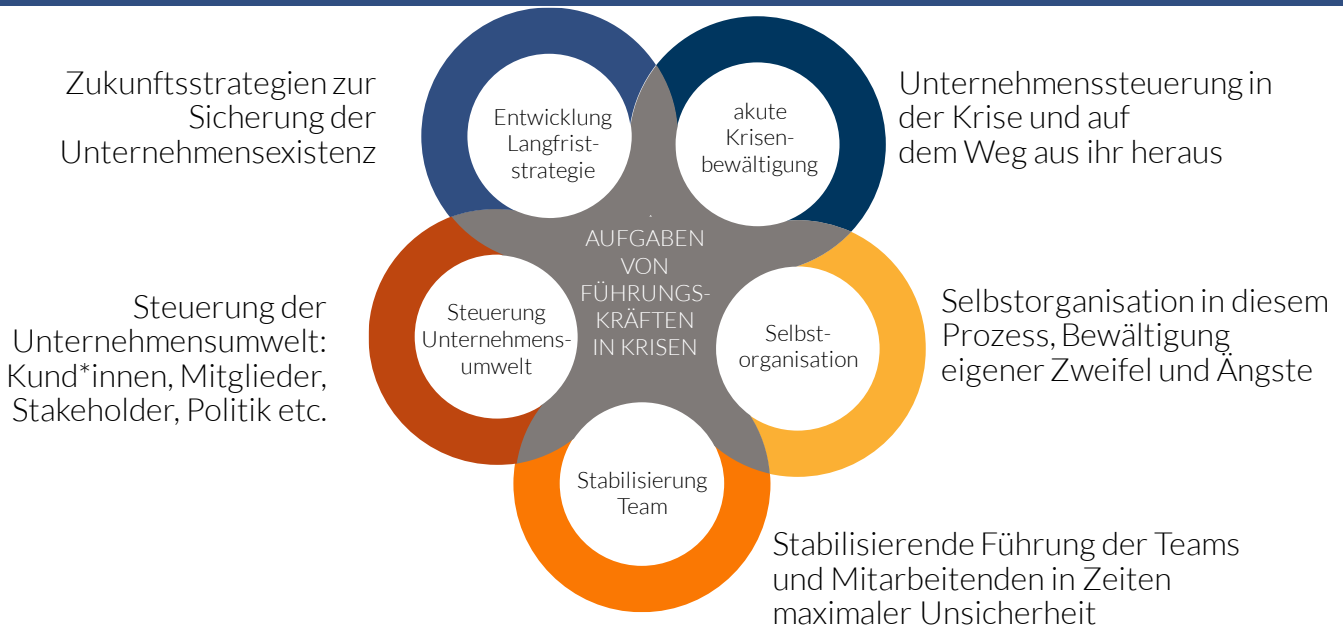 Zukunftsstrategien zur
Sicherung der
Unternehmensexistenz
Entwicklung
Langfrist-
strategie
akute
Krisen-
bewältigung
Unternehmenssteuerung in
der Krise und auf
dem Weg aus ihr heraus
.
AUFGABEN
VON
FÜHRUNGS-
KRÄFTEN
IN KRISEN
Steuerung der
Unternehmensumwelt:
Kund*innen, Mitglieder,
Stakeholder, Politik etc.
Steuerung
Unternehmens-
umwelt
Selbst-
organisation
Selbstorganisation in diesem
Prozess, Bewältigung
eigener Zweifel und Ängste
Stabilisierung
Team
Stabilisierende Führung der Teams
und Mitarbeitenden in Zeiten
maximaler Unsicherheit